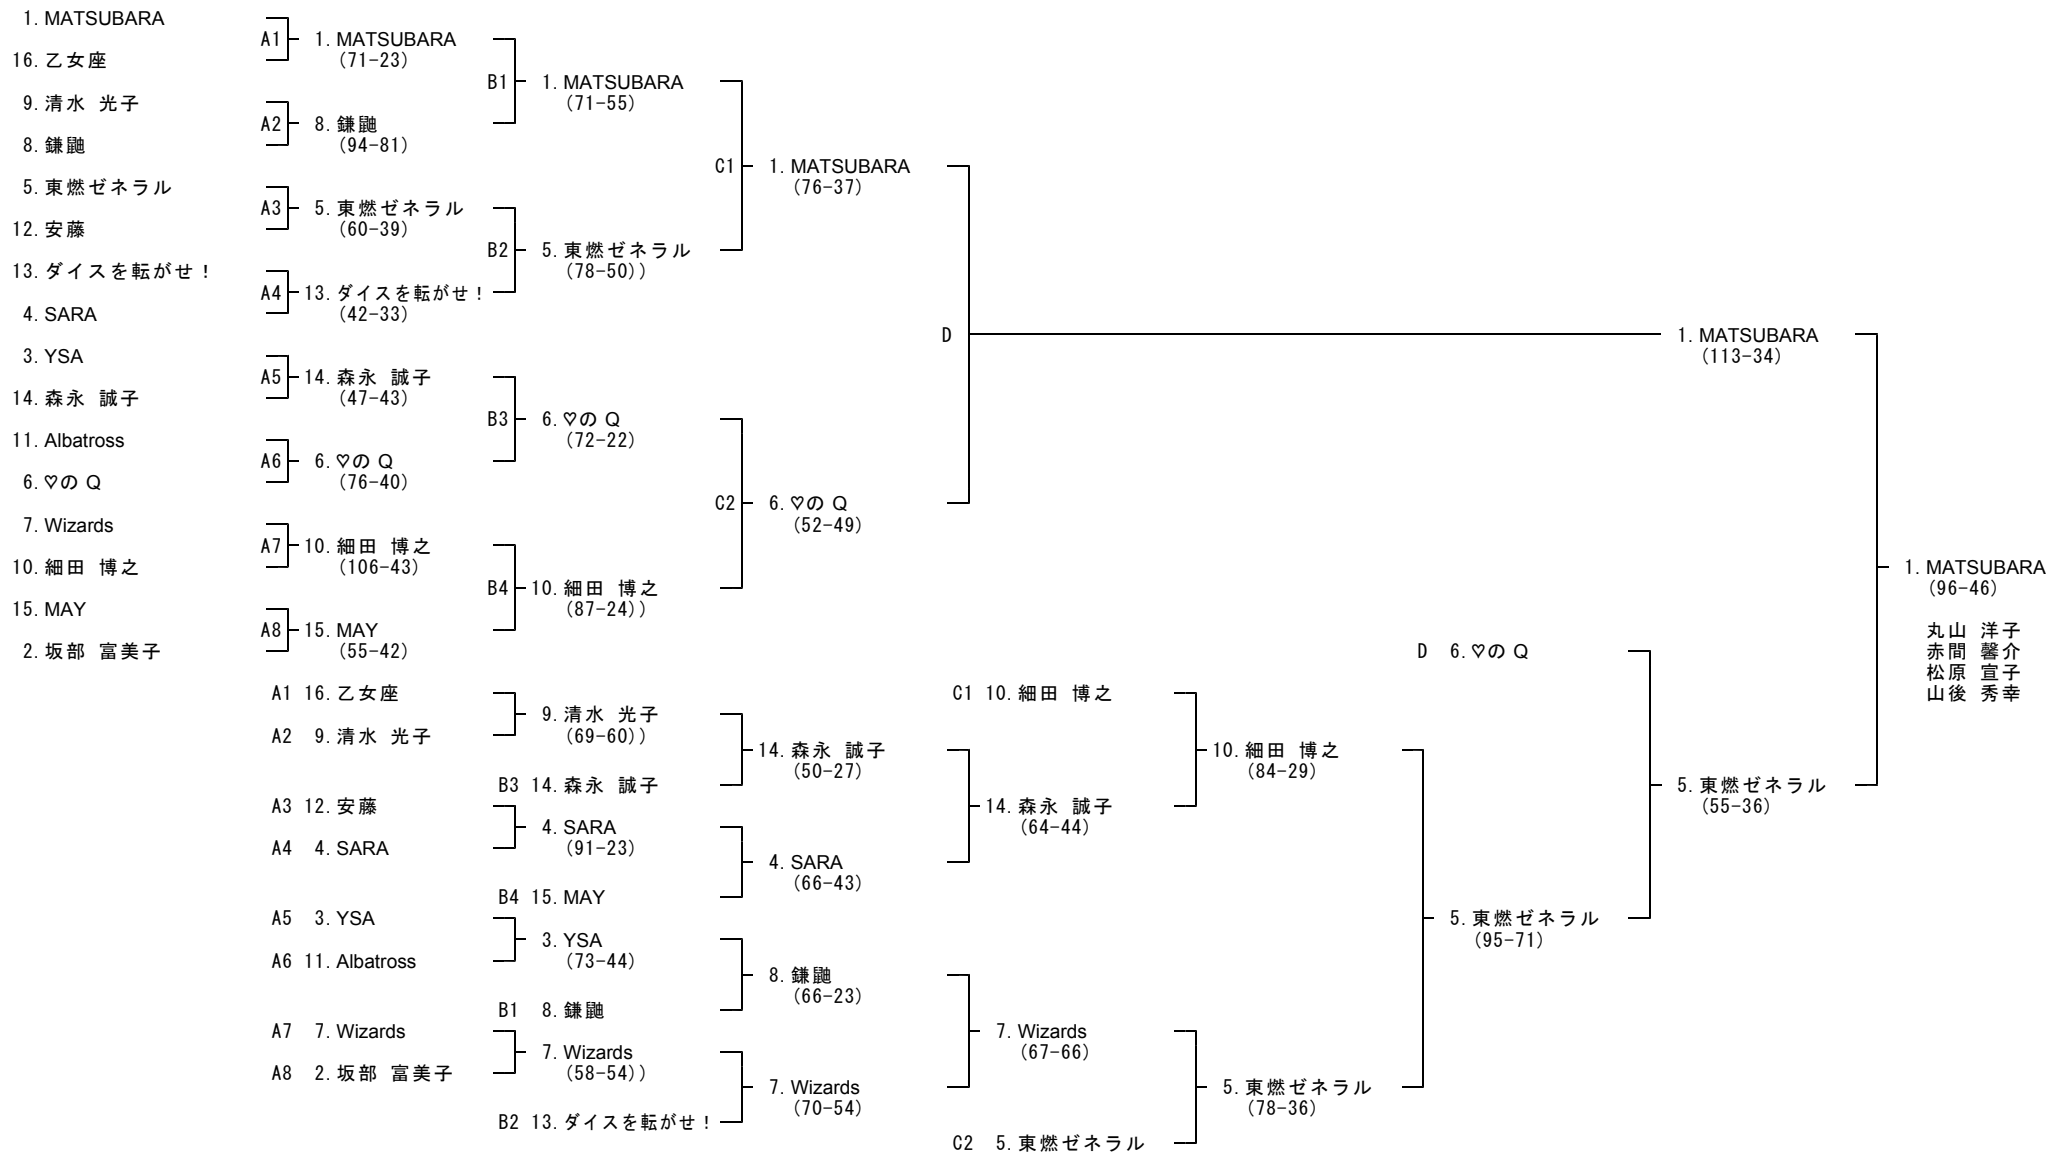 1. MATSUBARA
16. 乙女座
9. 清水 光子
8. 鎌鼬
5. 東燃ゼネラル
12. 安藤
13. ダイスを転がせ！
4. SARA
3. YSA
14. 森永 誠子
11. Albatross
6. ♡の Q
7. Wizards
10. 細田 博之
15. MAY
2. 坂部 富美子
A1 1. MATSUBARA
(71-23)
A2 8. 鎌鼬
(94-81)
A3 5. 東燃ゼネラル
(60-39)
A4 13. ダイスを転がせ！
(42-33)
A5 14. 森永 誠子
(47-43)
A6 6. ♡の Q
(76-40)
A7 10. 細田 博之
(106-43)
A8 15. MAY
(55-42)
B1 1. MATSUBARA
(71-55)
B2 5. 東燃ゼネラル
(78-50))
B3 6. ♡の Q
(72-22)
B4 10. 細田 博之
(87-24))
C1 1. MATSUBARA
(76-37)
C2 6. ♡の Q
(52-49)
D 1. MATSUBARA
(113-34)
1. MATSUBARA
(96-46)
丸山 洋子
赤間 馨介
松原 宣子
山後 秀幸
A1 16. 乙女座
A2 9. 清水 光子
A3 12. 安藤
A4 4. SARA
A5 3. YSA
A6 11. Albatross
A7 7. Wizards
A8 2. 坂部 富美子
9. 清水 光子
(69-60))
B3 14. 森永 誠子
4. SARA
(91-23)
B4 15. MAY
3. YSA
(73-44)
B1 8. 鎌鼬
7. Wizards
(58-54))
B2 13. ダイスを転がせ！
14. 森永 誠子
(50-27)
4. SARA
(66-43)
8. 鎌鼬
(66-23)
7. Wizards
(70-54)
C1 10. 細田 博之
14. 森永 誠子
(64-44)
7. Wizards
(67-66)
C2 5. 東燃ゼネラル
10. 細田 博之
(84-29)
5. 東燃ゼネラル
(78-36)
D 6. ♡の Q
5. 東燃ゼネラル
(95-71)
5. 東燃ゼネラル
(55-36)